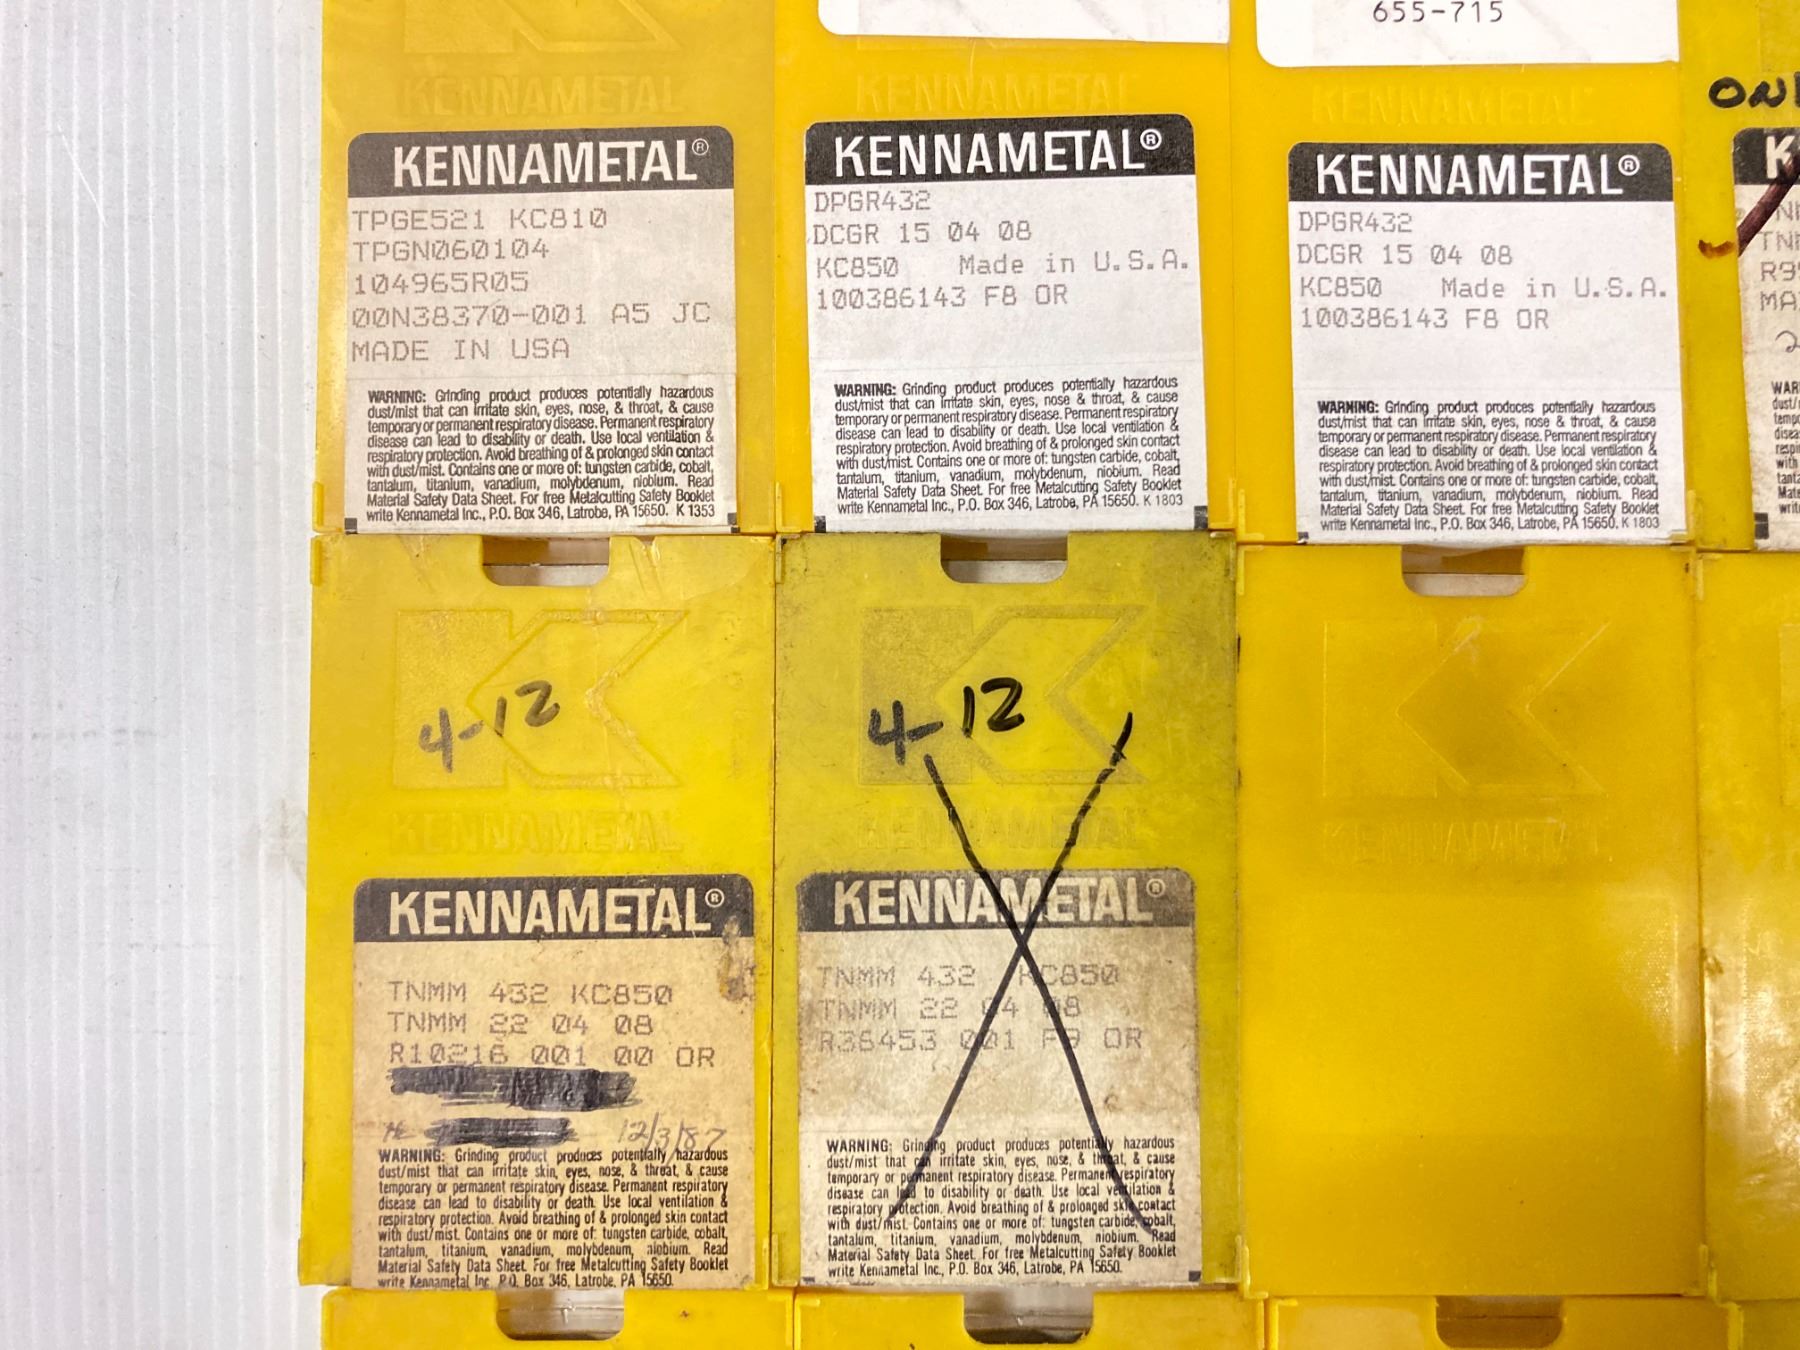 655-715
KENNAMETAL
KENNAMETAL
KENNAMETAL
KENNAMETAL®
TPGE521 KC810
TPGN060104
104965R05
00N38370-001 A5 JC
MADE IN USA
WARNING: Grinding product produces potentially hazardous
dust/mist that can irritate skin, eyes, nose, & throat, & cause
temporary or permanent respiratory disease. Permanent respiratory
disease can lead to disability or death. Use local ventilation &
respiratory protection. Avoid breathing of & prolonged skin contact
with dust/mist. Contains one or more of: tungsten carbide, cobalt,
tantalum, titanium, vanadium, molybdenum, niobium. Read
Material Safety Data Sheet. For free Metalcutting Safety Booklet
write Kennametal Inc., P.O. Box 346, Latrobe, PA 15650. K 1353
KENNAMETAL®
DPGR432
DCGR 15 04 08
KC850 Made in U.S.A.
100386143 F8 OR
WARNING: Grinding product produces potentially hazardous
dust/mist that can irritate skin, eyes, nose & throat, & cause
temporary or permanent respiratory disease. Permanent respiratory
disease can lead to disability or death. Use local ventilation &
respiratory protection. Avoid breathing of & prolonged skin contact
with dust/mist. Contains one or more of: tungsten carbide, cobalt,
tantalum, titanium, vanadium, molybdenum, niobium. Read
Material Safety Data Sheet. For free Metalcutting Safety Booklet
write Kennametal Inc., P.O. Box 346, Latrobe, PA 15650. K 1803
KENNAMETAL®
DPGR432
DCGR 15 04 08
KC850 Made in U.S.A.
100386143 F8 OR
WARNING: Grinding product produces potentially hazardous
dust/mist that can irritate skin, eyes, nose & throat, & cause
temporary or permanent respiratory disease. Permanent respiratory
disease can lead to disability or death. Use local ventilation &
respiratory protection. Avoid breathing of & prolonged skin contact
with dust/mist. Contains one or more of: tungsten carbide, cobalt,
tantalum, titanium, vanadium, molybdenum, niobium. Read
Material Safety Data Sheet. For free Metalcutting Safety Booklet
write Kennametal Inc., P.O. Box 346, Latrobe, PA 15650. K 1803
4-12
KENNAMETAL
KENNAMETAL®
TNMM 432 KC850
TNMM 22 04 08
R10216 001 00 OR
12/3/87
WARNING: Grinding product produces potentially hazardous
dust/mist that can irritate skin, eyes, nose, & throat, & cause
temporary or permanent respiratory disease. Permanent respiratory
disease can lead to disability or death. Use local ventilation &
respiratory protection. Avoid breathing of & prolonged skin contact
with dust/mist. Contains one or more of: tungsten carbide, cobalt,
tantalum, titanium, vanadium, molybdenum, niobium. Read
Material Safety Data Sheet. For free Metalcutting Safety Booklet
write Kennametal Inc. P.O. Box 346, Latrobe, PA 15650.
4-12
KENNAMETAL
KENNAMETAL®
TNMM 432 KC850
TNMM 22 04 08
R36453 001 F9 OR
WARNING: Grinding product produces potentially hazardous
dust/mist that can irritate skin, eyes, nose, & throat, & cause
temporary or permanent respiratory disease. Permanent respiratory
disease can lead to disability or death. Use local ventilation &
respiratory protection. Avoid breathing of & prolonged skin contact
with dust/mist. Contains one or more of: tungsten carbide, cobalt,
tantalum, titanium, vanadium, molybdenum, niobium. Read
Material Safety Data Sheet. For free Metalcutting Safety Booklet
write Kennametal Inc., P.O. Box 346, Latrobe, PA 15650.
KENNAMETAL